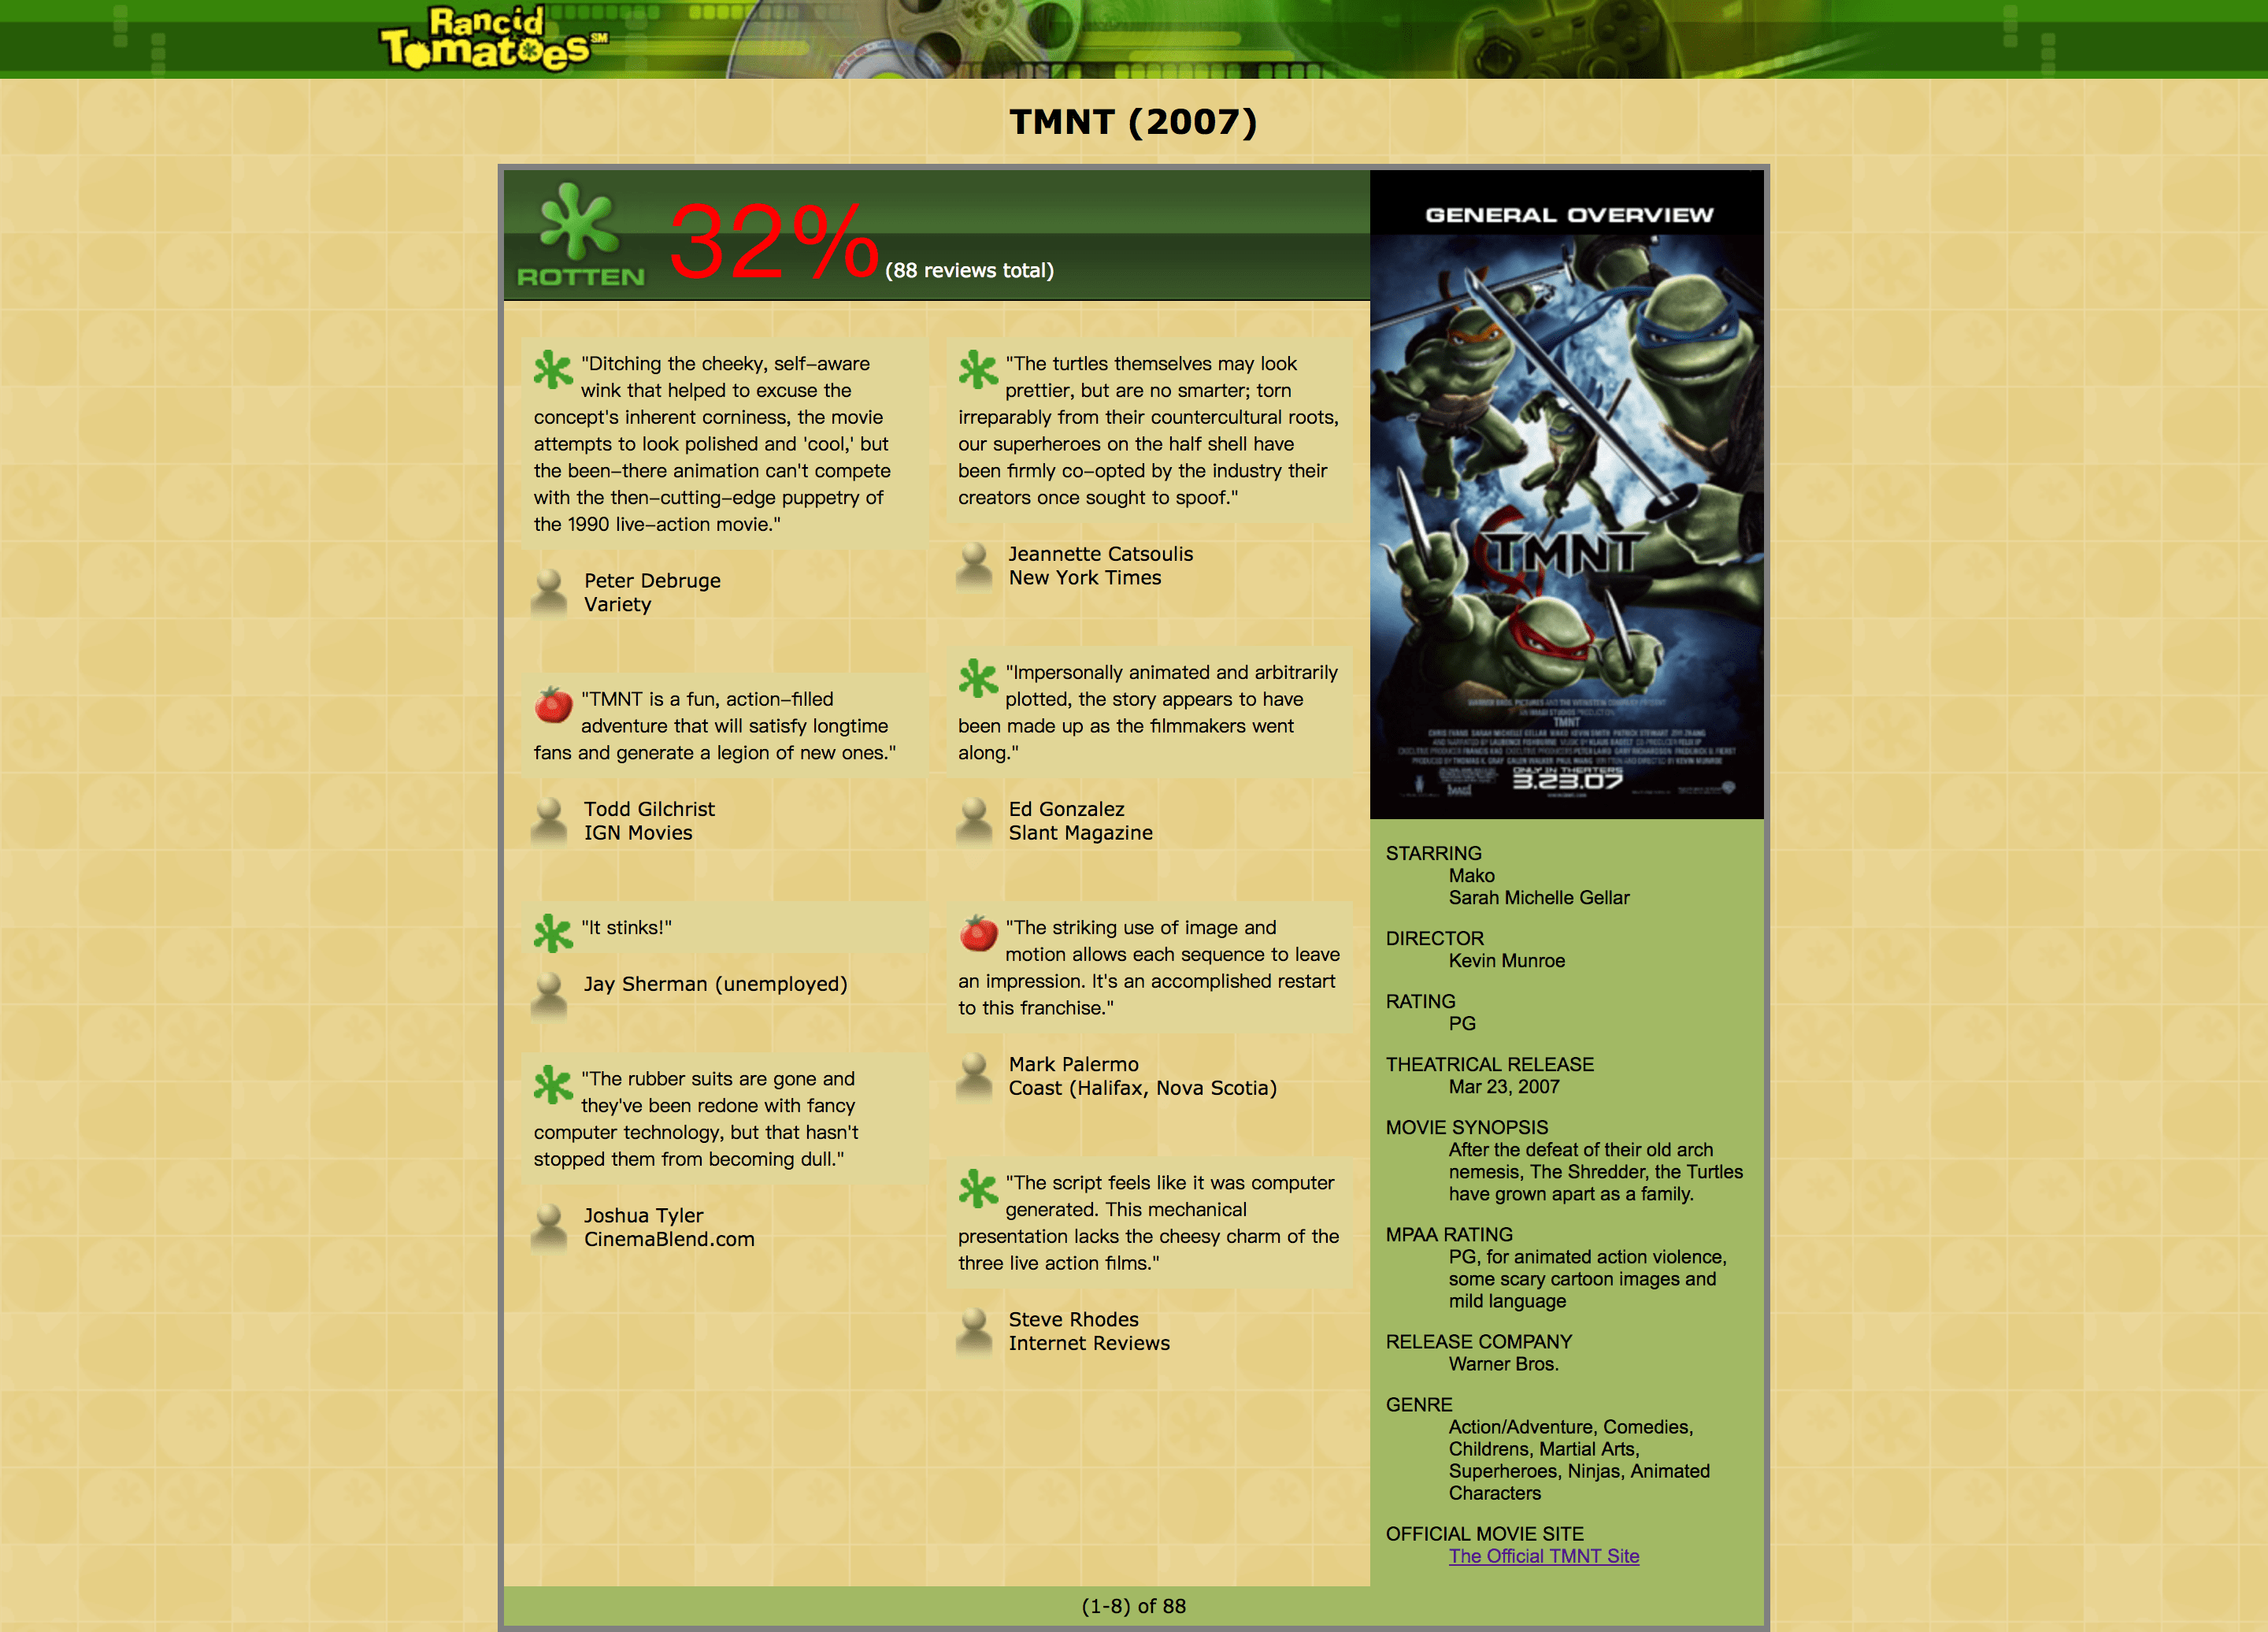 Rancid
Tomatoes SM
TMNT (2007)
ROTTEN
32% (88 reviews total)
"Ditching the cheeky, self-aware
wink that helped to excuse the
concept's inherent corniness, the movie
attempts to look polished and 'cool,' but
the been-there animation can't compete
with the then-cutting-edge puppetry of
the 1990 live-action movie."
Peter Debruge
Variety
"TMNT is a fun, action-filled
adventure that will satisfy longtime
fans and generate a legion of new ones."
Todd Gilchrist
IGN Movies
"It stinks!"
Jay Sherman (unemployed)
"The rubber suits are gone and
they've been redone with fancy
computer technology, but that hasn't
stopped them from becoming dull."
Joshua Tyler
CinemaBlend.com
"The turtles themselves may look
prettier, but are no smarter; torn
irreparably from their countercultural roots,
our superheroes on the half shell have
been firmly co-opted by the industry their
creators once sought to spoof."
Jeannette Catsoulis
New York Times
"Impersonally animated and arbitrarily
plotted, the story appears to have
been made up as the filmmakers went
along."
Ed Gonzalez
Slant Magazine
"The striking use of image and
motion allows each sequence to leave
an impression. It's an accomplished restart
to this franchise."
Mark Palermo
Coast (Halifax, Nova Scotia)
"The script feels like it was computer
generated. This mechanical
presentation lacks the cheesy charm of the
three live action films."
Steve Rhodes
Internet Reviews
GENERAL OVERVIEW
TMNT
TMNT
ONLY IN THEATERS
3.23.07
STARRING
Mako
Sarah Michelle Gellar
DIRECTOR
Kevin Munroe
RATING
PG
THEATRICAL RELEASE
Mar 23, 2007
MOVIE SYNOPSIS
After the defeat of their old arch
nemesis, The Shredder, the Turtles
have grown apart as a family.
MPAA RATING
PG, for animated action violence,
some scary cartoon images and
mild language
RELEASE COMPANY
Warner Bros.
GENRE
Action/Adventure, Comedies,
Childrens, Martial Arts,
Superheroes, Ninjas, Animated
Characters
OFFICIAL MOVIE SITE
The Official TMNT Site
(1-8) of 88